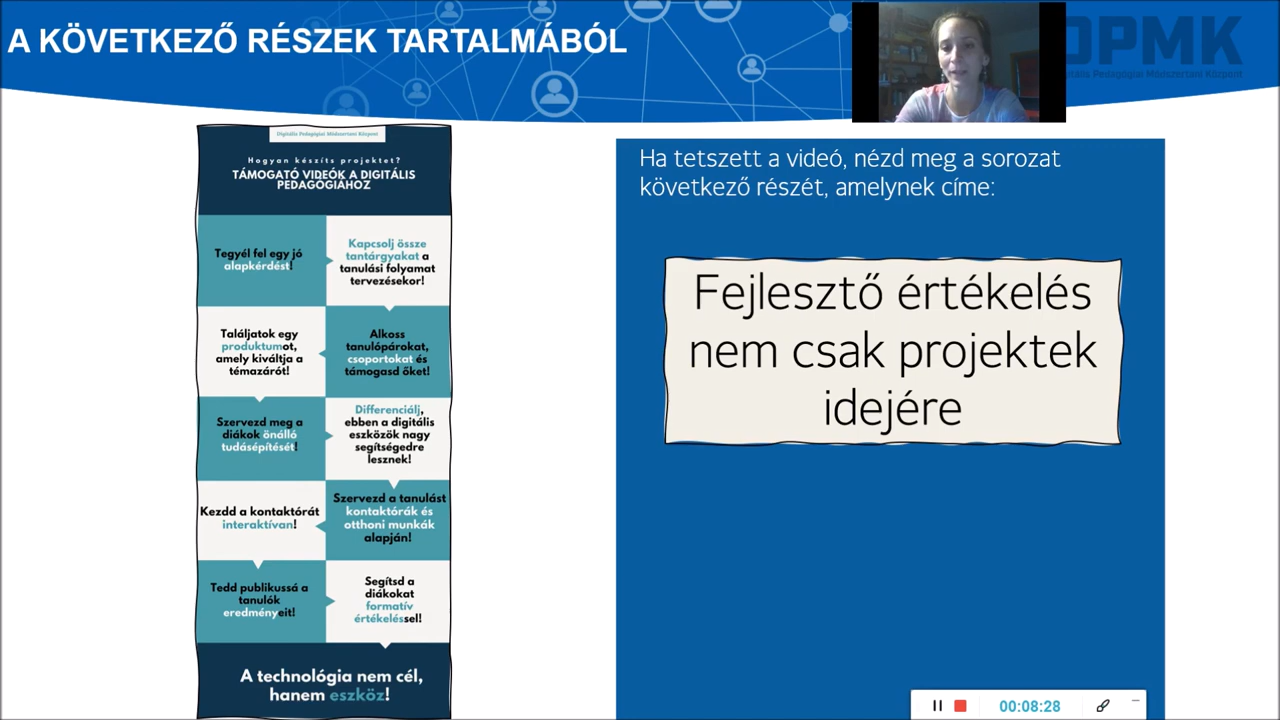 A KÖVETKEZŐ RÉSZEK TARTALMÁBÓL
OPMK
Digitális Pedagógiai Módszertani Központ
Hogyan készíts projektet?
TÁMOGATÓ VIDEÓK A DIGITÁLIS
PEDAGÓGIÁHOZ
Tegyél fel egy jó
alapkérdést!
Kapcsolj össze
tantárgyakat a
tanulási folyamat
tervezésekor!
Találjatok egy
produktumot,
amely kiváltja a
témazárót!
Alkoss
tanulópárokat,
csoportokat és
támogasd őket!
Szervezd meg a
diákok önálló
tudásépítését!
Differenciálj,
ebben a digitális
eszközök nagy
segítségedre
lesznek!
Kezdd a kontaktórát
interaktívan!
Szervezd a tanulást
kontaktórák és
otthoni munkák
alapján!
Tedd publikussá a
tanulók
eredményeit!
Segítsd a
diákokat
formatív
értékeléssel!
A technológia nem cél,
hanem eszköz!
Ha tetszett a videó, nézd meg a sorozat
következő részét, amelynek címe:
Fejlesztő értékelés
nem csak projektek
idejére
00:08:28